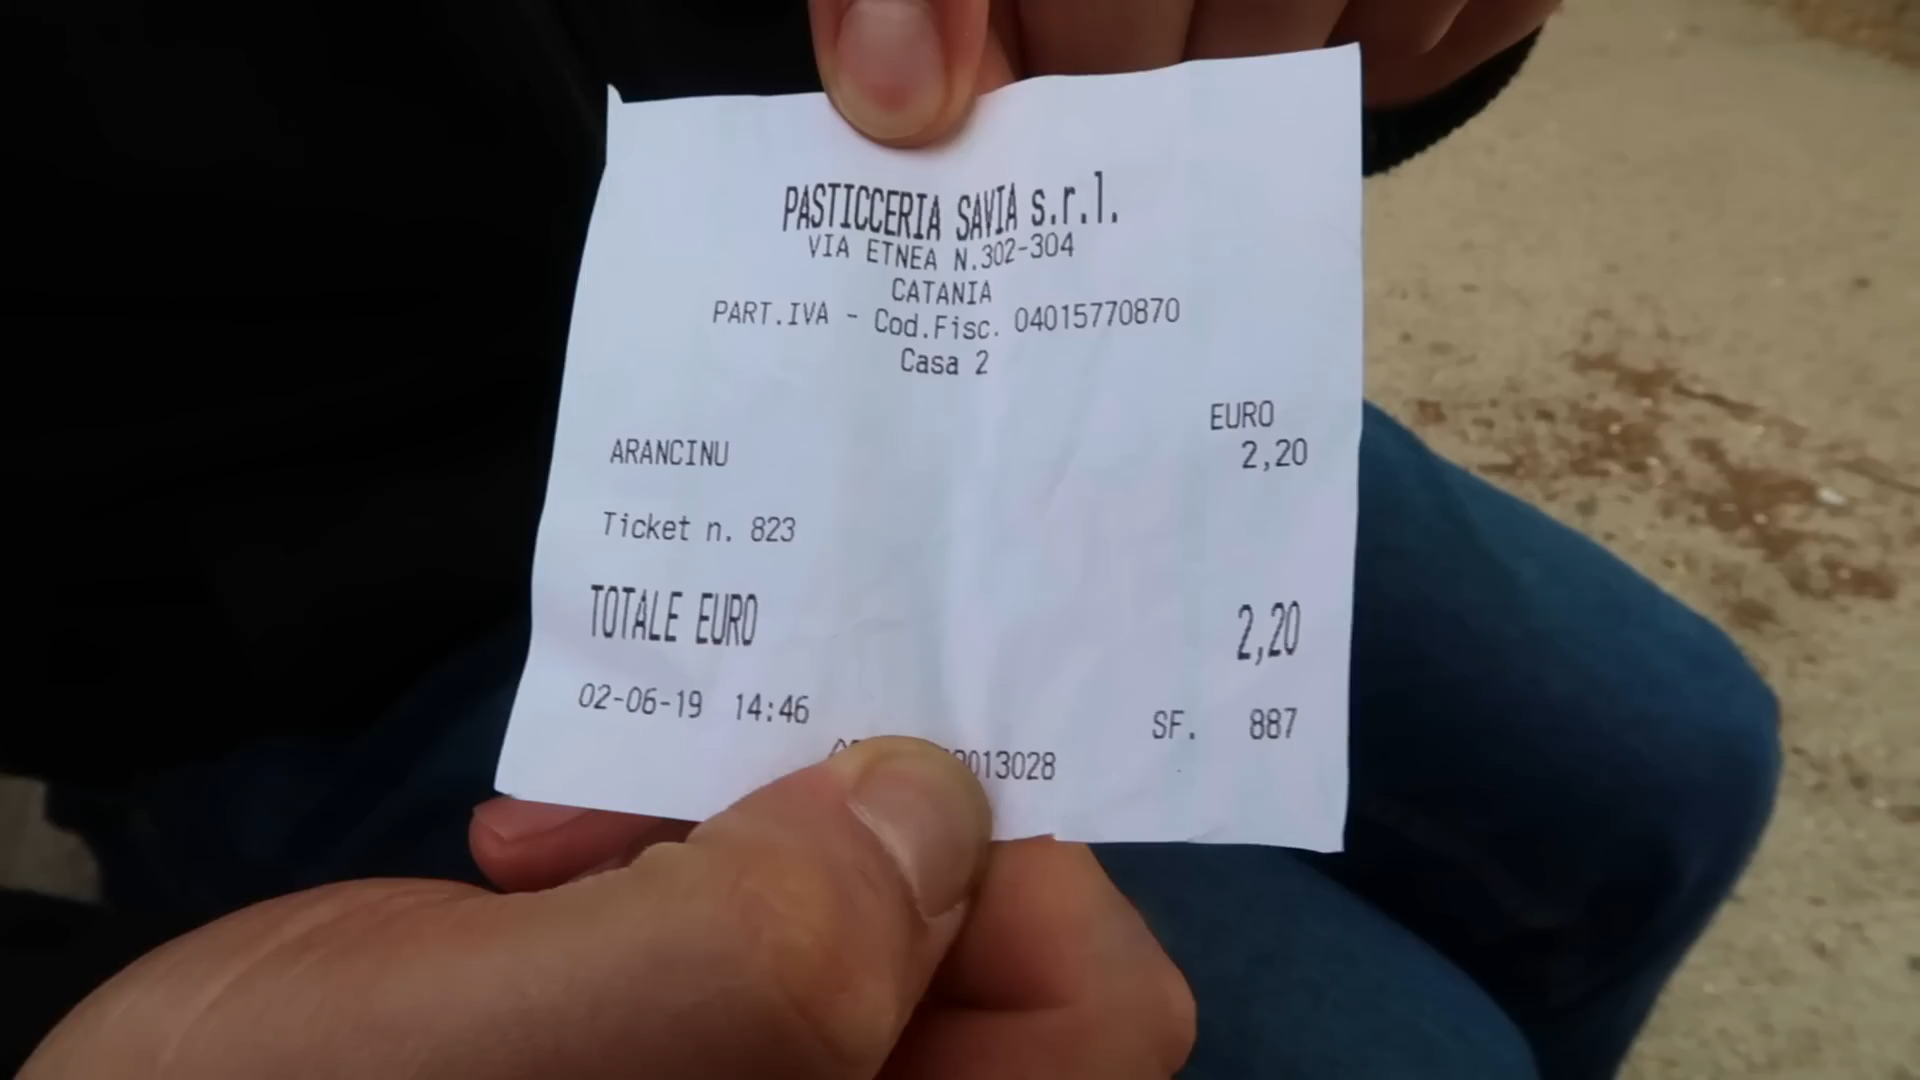 PASTICCERIA SAVIA s.r.l.
VIA ETNEA N.302-304
CATANIA
PART.IVA - Cod.Fisc. 04015770870
Casa 2
EURO
ARANCINU 2,20
Ticket n. 823
TOTALE EURO 2,20
02-06-19 14:46 SF. 887